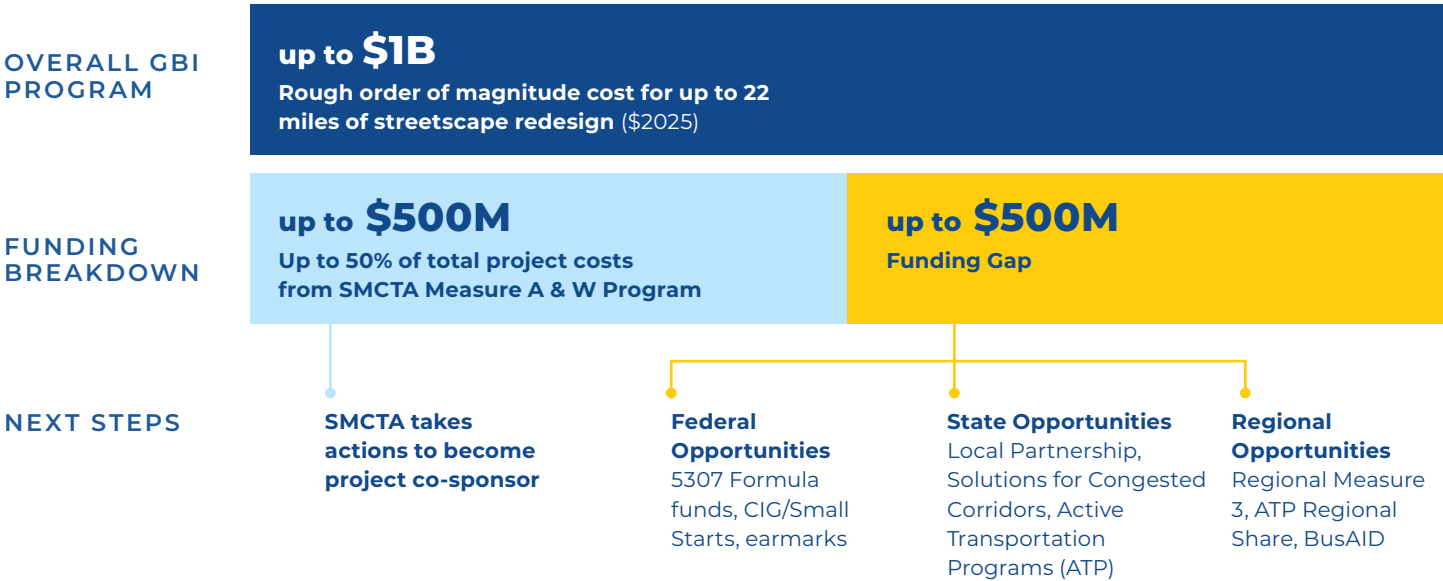 OVERALL GBI
PROGRAM
up to $1B
Rough order of magnitude cost for up to 22
miles of streetscape redesign ($2025)
FUNDING
BREAKDOWN
up to $500M
Up to 50% of total project costs
from SMCTA Measure A & W Program
up to $500M
Funding Gap
NEXT STEPS
SMCTA takes
actions to become
project co-sponsor
Federal
Opportunities
5307 Formula
funds, CIG/Small
Starts, earmarks
State Opportunities
Local Partnership,
Solutions for Congested
Corridors, Active
Transportation
Programs (ATP)
Regional
Opportunities
Regional Measure
3, ATP Regional
Share, BusAID